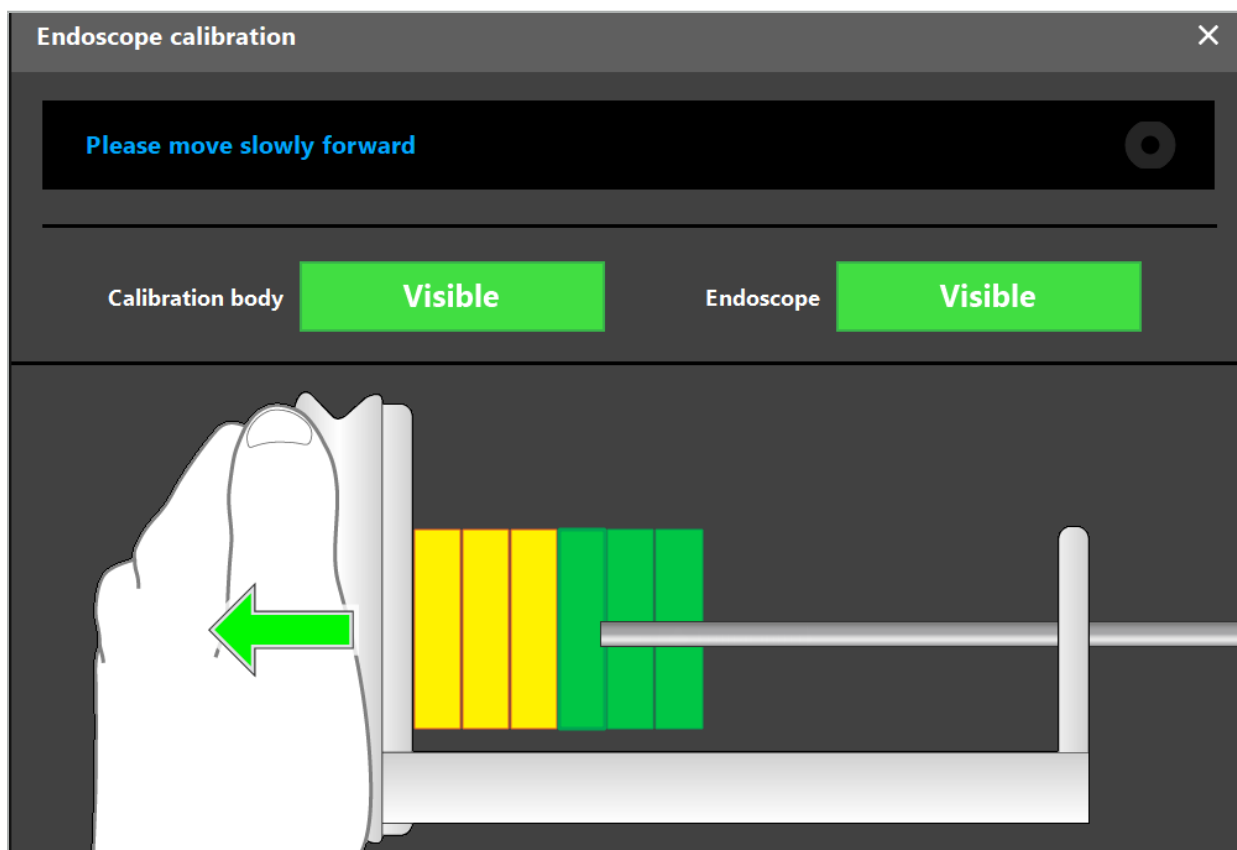 Endoscope calibration
Please move slowly forward
Calibration body Visible Endoscope Visible